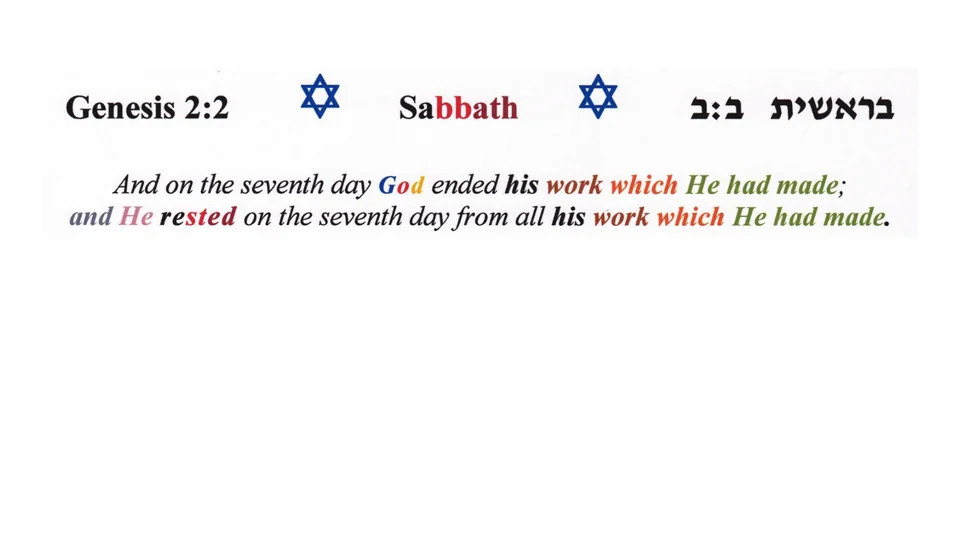 Genesis 2:2 Sabbath בראשית ב:ב
And on the seventh day God ended his work which He had made;
and He rested on the seventh day from all his work which He had made.